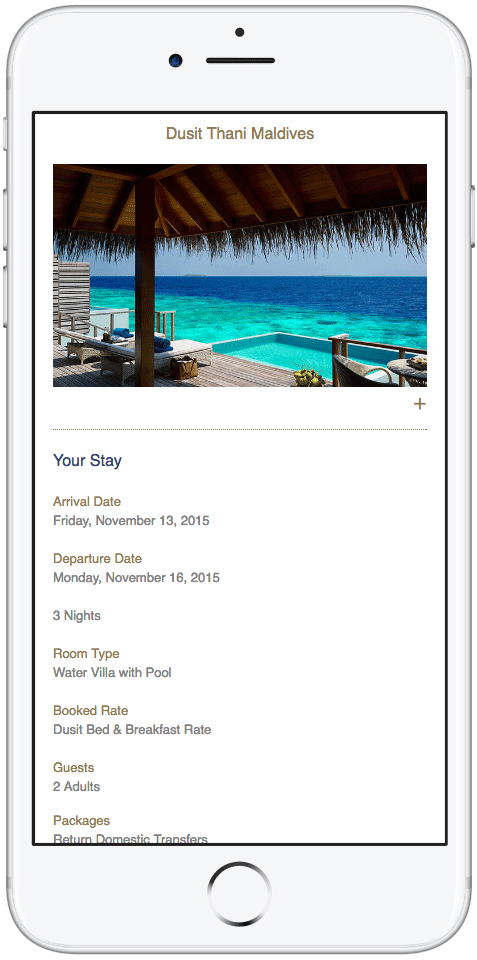 Dusit Thani Maldives
+
Your Stay
Arrival Date
Friday, November 13, 2015
Departure Date
Monday, November 16, 2015
3 Nights
Room Type
Water Villa with Pool
Booked Rate
Dusit Bed & Breakfast Rate
Guests
2 Adults
Packages
Return Domestic Transfers